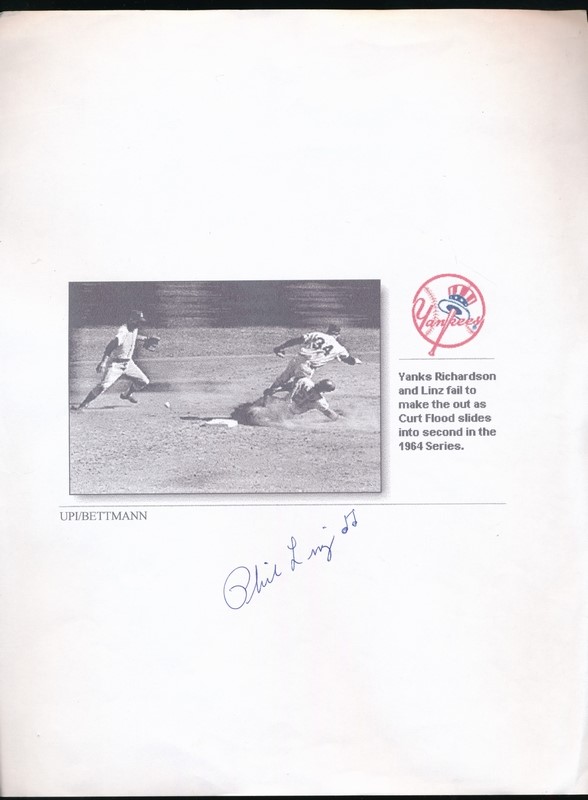 Yankees
34
Yanks Richardson
and Linz fail to
make the out as
Curt Flood slides
into second in the
1964 Series.
UPI/BETTMANN
Phil Linz